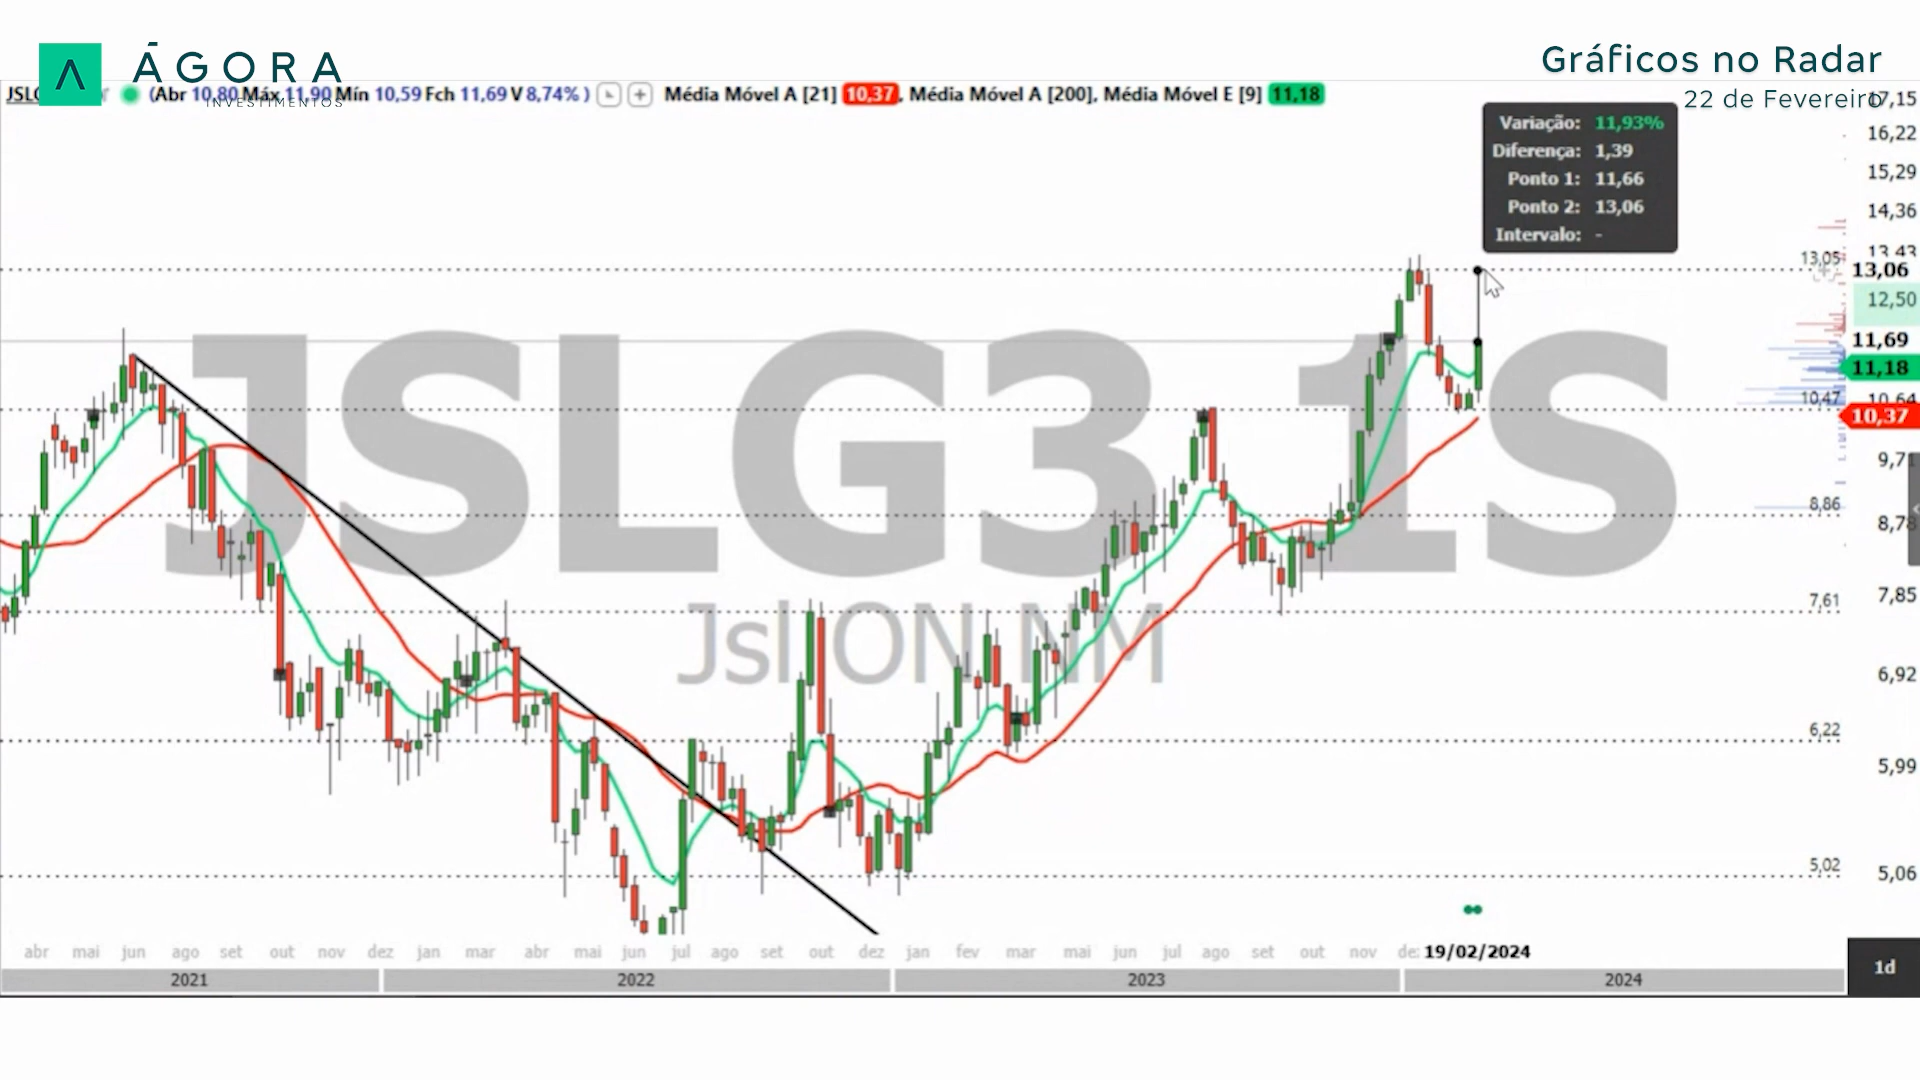 ÁGORA
INVESTIMENTOS
Gráficos no Radar
22 de Fevereiro
(Abr 10,80 Máx 11,90 Mín 10,59 Fch 11,69 V 8,74% ) Média Móvel A [21] 10,37, Média Móvel A [200], Média Móvel E [9] 11,18
Variação: 11,93%
Diferença: 1,39
Ponto 1: 11,66
Ponto 2: 13,06
Intervalo: -
17,15
16,22
15,29
14,36
13,43
13,05
13,06
12,50
11,69
11,18
10,64
10,47
10,37
9,71
8,86
8,78
7,85
7,61
6,92
6,22
5,99
5,02
5,06
JSLG3 1S
Jsl ON NM
abr mai jun ago set out nov dez jan mar abr mai jun jul ago set out dez jan fev mar mai jun jul ago set out nov de: 19/02/2024
2021 2022 2023 2024
1d